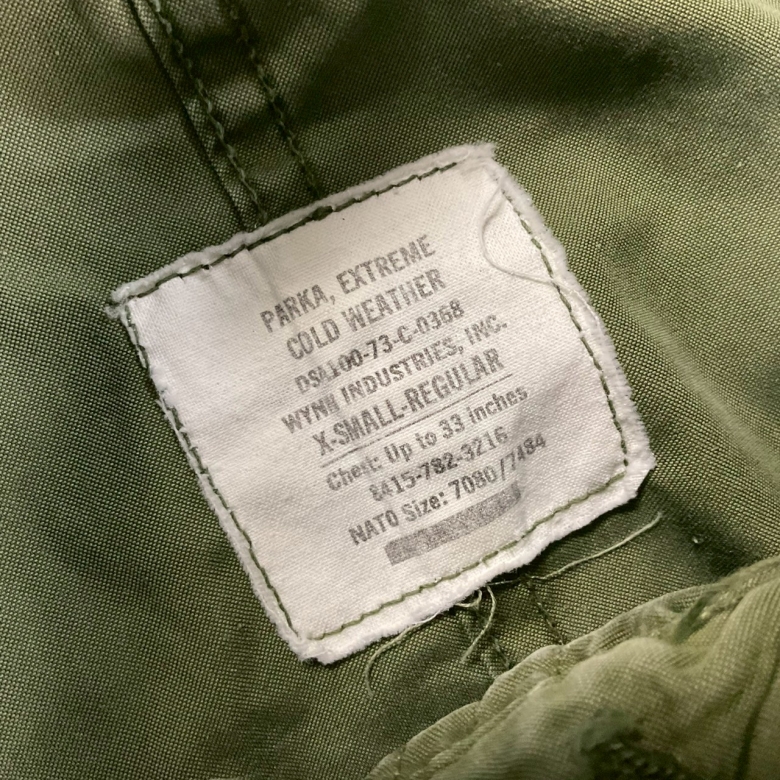 PARKA, EXTREME
COLD WEATHER
DSA100-73-C-0368
WYNN INDUSTRIES, INC.
X-SMALL-REGULAR
Chest: Up to 33 inches
8415-782-3216
NATO Size: 7080/7484